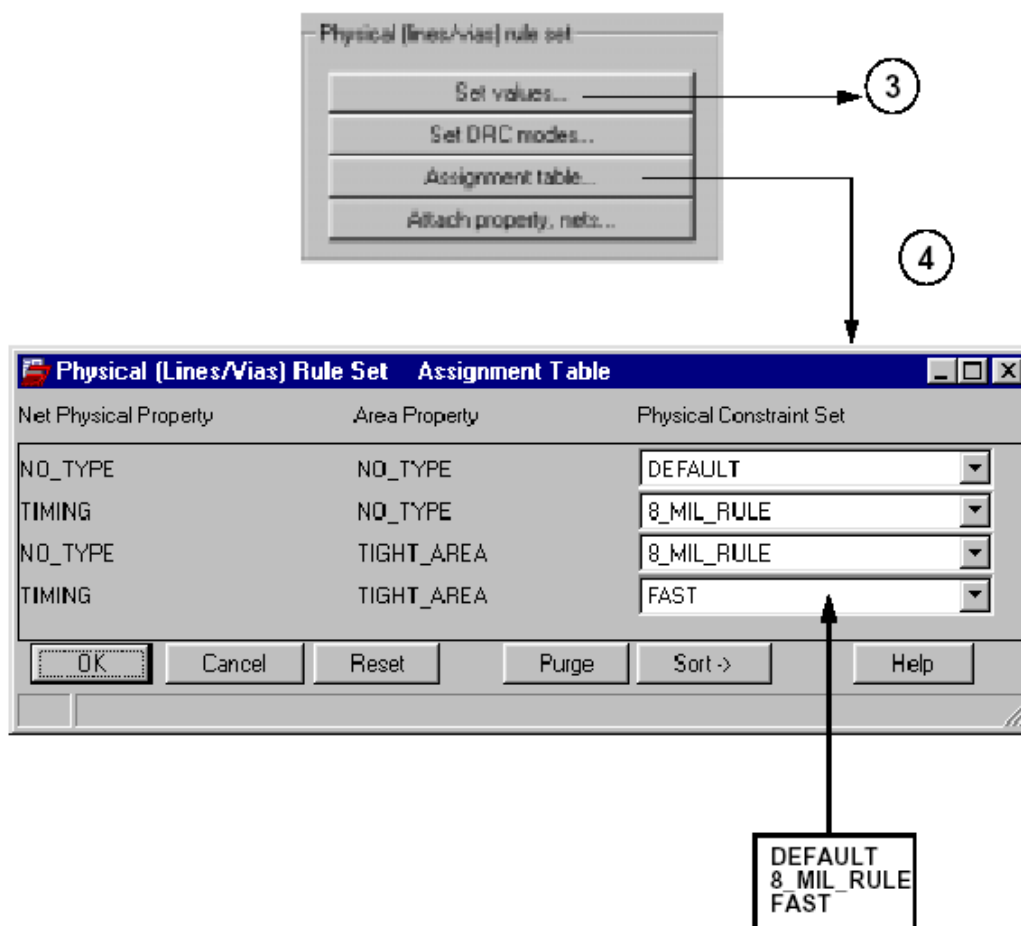 Physical (lines/vias) rule set
Set values...
3
Set DRC modes...
Assignment table...
Attach property, nets...
4
Physical (Lines/Vias) Rule Set Assignment Table
Net Physical Property Area Property Physical Constraint Set
NO_TYPE NO_TYPE DEFAULT
TIMING NO_TYPE 8_MIL_RULE
NO_TYPE TIGHT_AREA 8_MIL_RULE
TIMING TIGHT_AREA FAST
OK Cancel Reset Purge Sort -> Help
DEFAULT
8_MIL_RULE
FAST